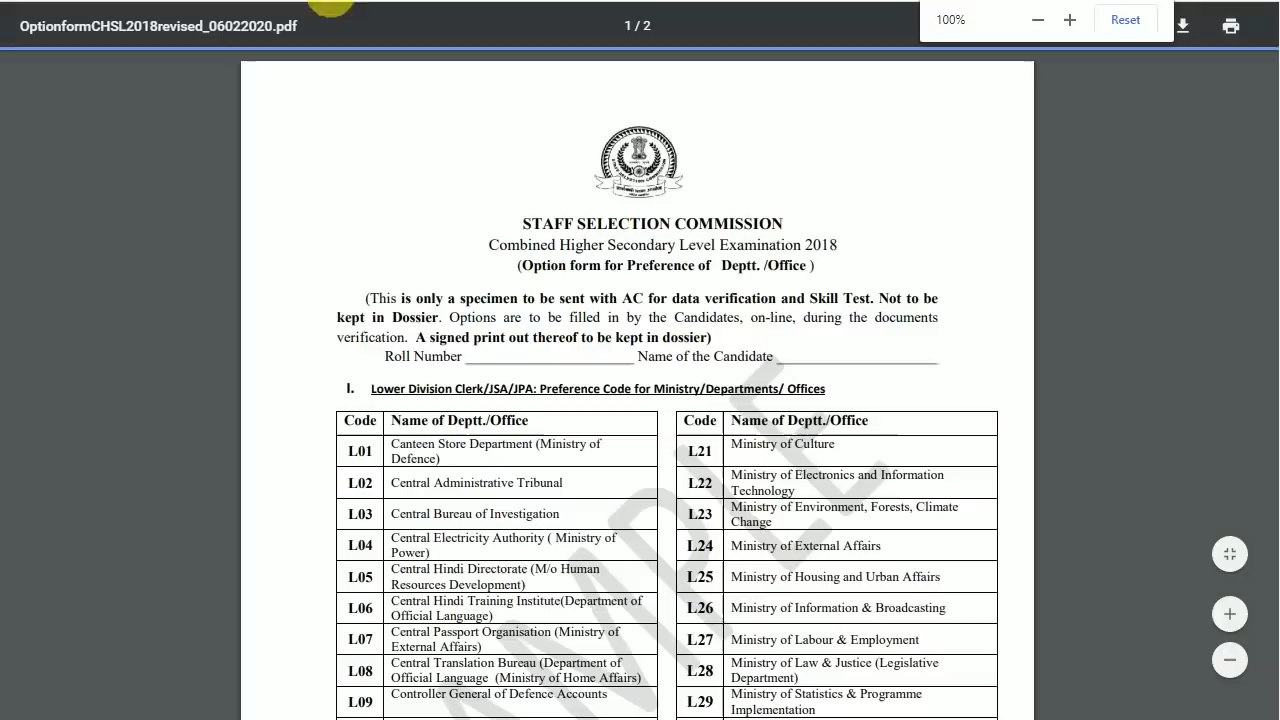 OptionformCHSL2018revised_06022020.pdf
1 / 2
100%
Reset
STAFF SELECTION COMMISSION
Combined Higher Secondary Level Examination 2018
(Option form for Preference of Deptt. /Office )
(This is only a specimen to be sent with AC for data verification and Skill Test. Not to be
kept in Dossier. Options are to be filled in by the Candidates, on-line, during the documents
verification. A signed print out thereof to be kept in dossier)
Roll Number ______________________ Name of the Candidate _____________________
I. Lower Division Clerk/JSA/JPA: Preference Code for Ministry/Departments/ Offices
Code Name of Deptt./Office
L01 Canteen Store Department (Ministry of
Defence)
L02 Central Administrative Tribunal
L03 Central Bureau of Investigation
L04 Central Electricity Authority ( Ministry of
Power)
L05 Central Hindi Directorate (M/o Human
Resources Development)
L06 Central Hindi Training Institute(Department of
Official Language)
L07 Central Passport Organisation (Ministry of
External Affairs)
L08 Central Translation Bureau (Department of
Official Language (Ministry of Home Affairs)
L09 Controller General of Defence Accounts
Code Name of Deptt./Office
L21 Ministry of Culture
L22 Ministry of Electronics and Information
Technology
L23 Ministry of Environment, Forests, Climate
Change
L24 Ministry of External Affairs
L25 Ministry of Housing and Urban Affairs
L26 Ministry of Information & Broadcasting
L27 Ministry of Labour & Employment
L28 Ministry of Law & Justice (Legislative
Department)
L29 Ministry of Statistics & Programme
Implementation